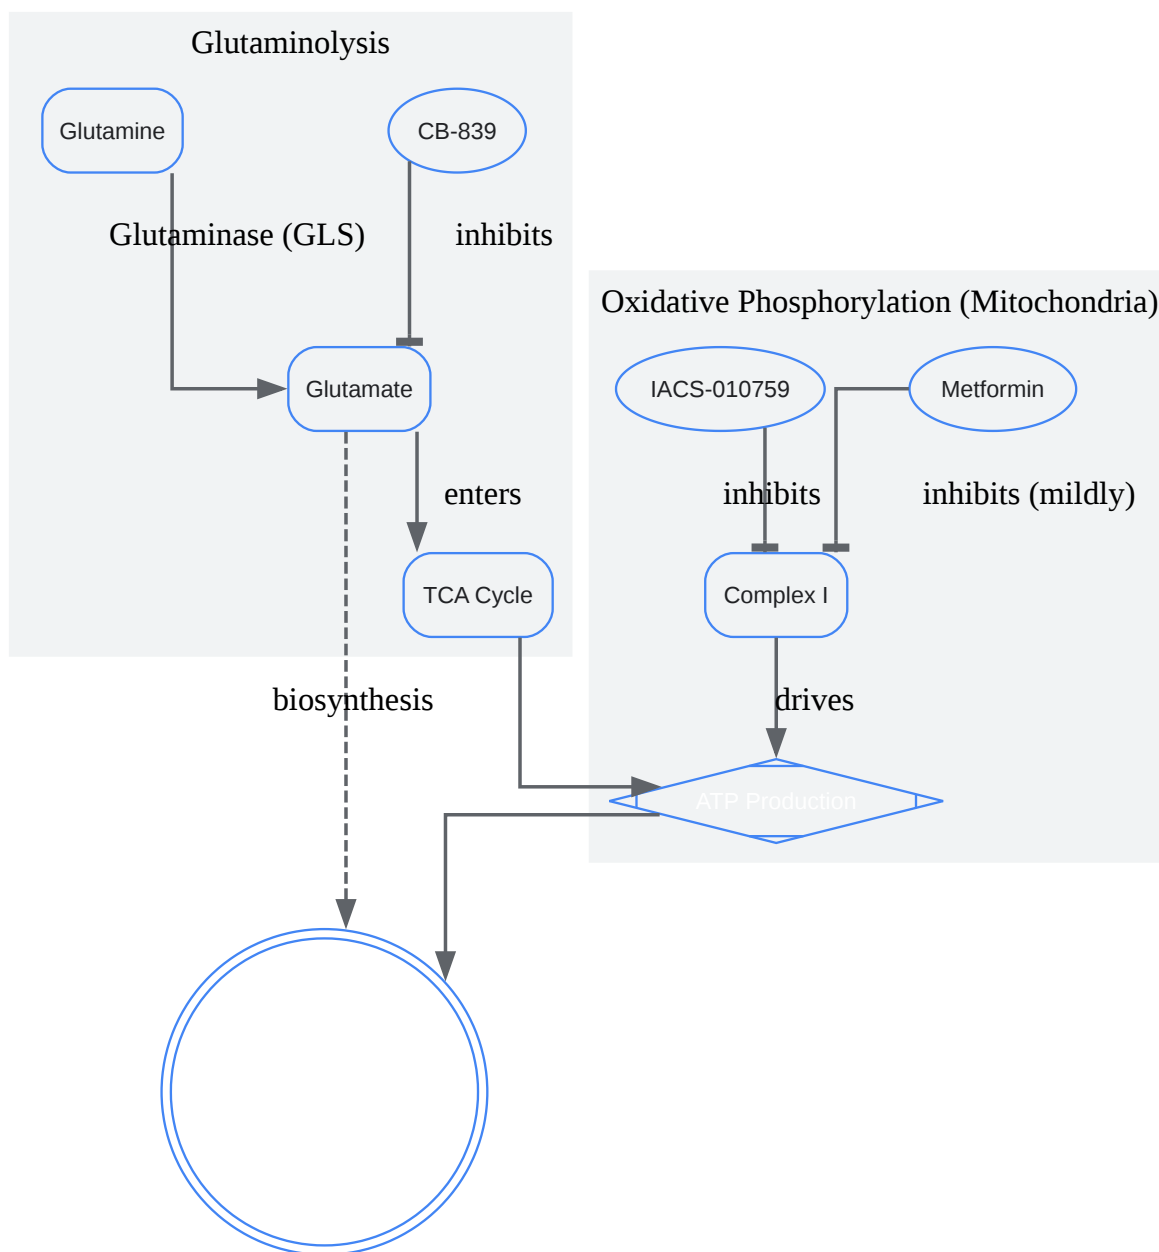 Glutaminolysis
Glutamine
CB-839
Glutaminase (GLS)
inhibits
Oxidative Phosphorylation (Mitochondria)
Glutamate
IACS-010759
Metformin
enters
inhibits
inhibits (mildly)
TCA Cycle
Complex I
biosynthesis
drives
ATP Production